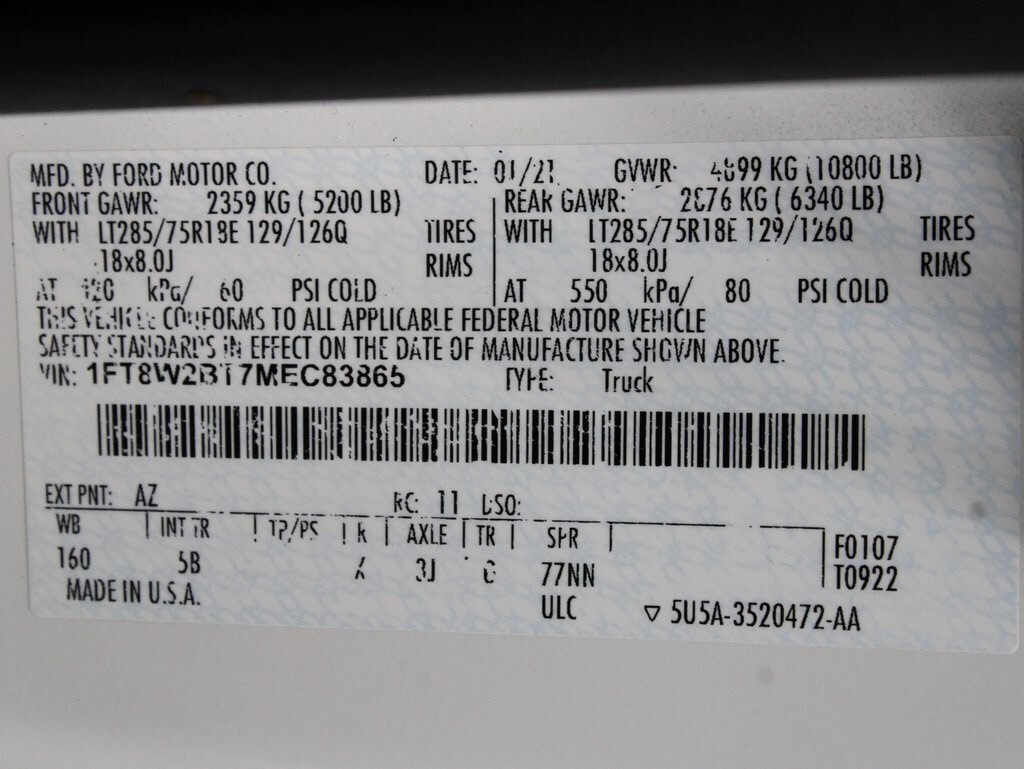 MFD. BY FORD MOTOR CO. DATE: 01/21 GVWR: 4899 KG (10800 LB)
FRONT GAWR: 2359 KG ( 5200 LB) REAR GAWR: 2876 KG ( 6340 LB)
WITH LT285/75R18E 129/126Q TIRES WITH LT285/75R18E 129/126Q TIRES
18x8.0J RIMS 18x8.0J RIMS
AT kPa/ 60 PSI COLD AT 550 kPa/ 80 PSI COLD
THIS VEHICLE CONFORMS TO ALL APPLICABLE FEDERAL MOTOR VEHICLE
SAFETY STANDARDS IN EFFECT ON THE DATE OF MANUFACTURE SHOWN ABOVE.
VIN: 1FT8W2BT7MEC83865 TYPE: Truck
EXT PNT: AZ RC: 11 DSO:
WB INT TR TP/PS R AXLE TR SPR
160 5B 3J 77NN
F0107
T0922
MADE IN U.S.A. ULC ▽ 5U5A-3520472-AA